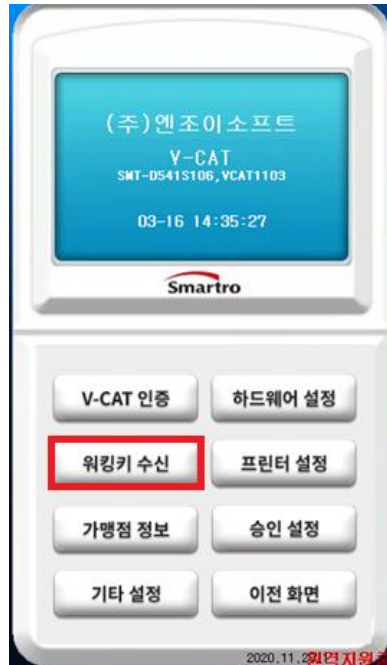 (주)엔조이소프트
V-CAT
SMT-D541S106,VCAT1103
03-16 14:35:27
Smartro
V-CAT 인증
하드웨어 설정
워킹키 수신
프린터 설정
가맹점 정보
승인 설정
기타 설정
이전 화면